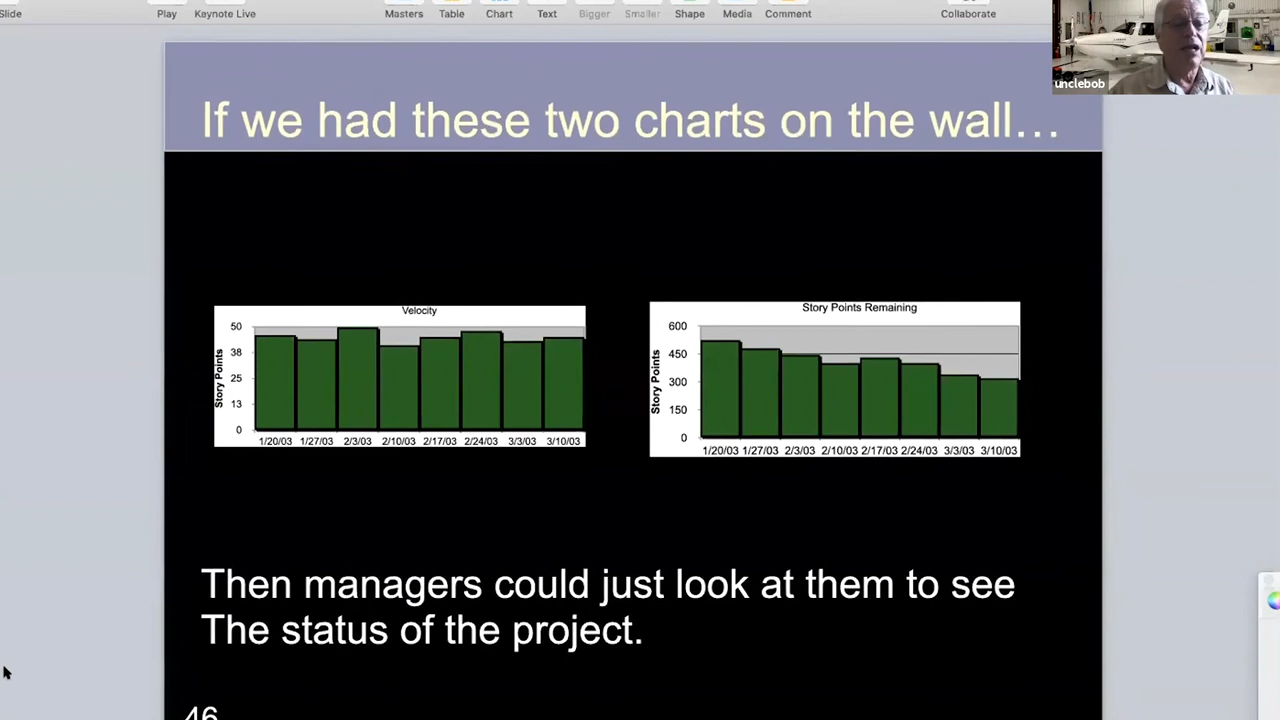 Slide
Play
Keynote Live
Masters
Table
Chart
Text
Bigger
Smaller
Shape
Media
Comment
Collaborate
unclebob
If we had these two charts on the wall…
Velocity
Story Points
50
38
25
13
0
1/20/03 1/27/03 2/3/03 2/10/03 2/17/03 2/24/03 3/3/03 3/10/03
Story Points Remaining
Story Points
600
450
300
150
0
1/20/03 1/27/03 2/3/03 2/10/03 2/17/03 2/24/03 3/3/03 3/10/03
Then managers could just look at them to see
The status of the project.
46